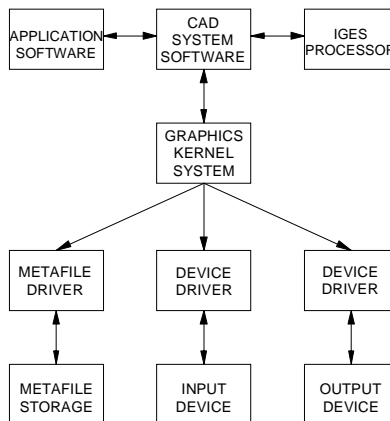 APPLICATION
SOFTWARE
CAD
SYSTEM
SOFTWARE
IGES
PROCESSOR
GRAPHICS
KERNEL
SYSTEM
METAFILE
DRIVER
DEVICE
DRIVER
DEVICE
DRIVER
METAFILE
STORAGE
INPUT
DEVICE
OUTPUT
DEVICE